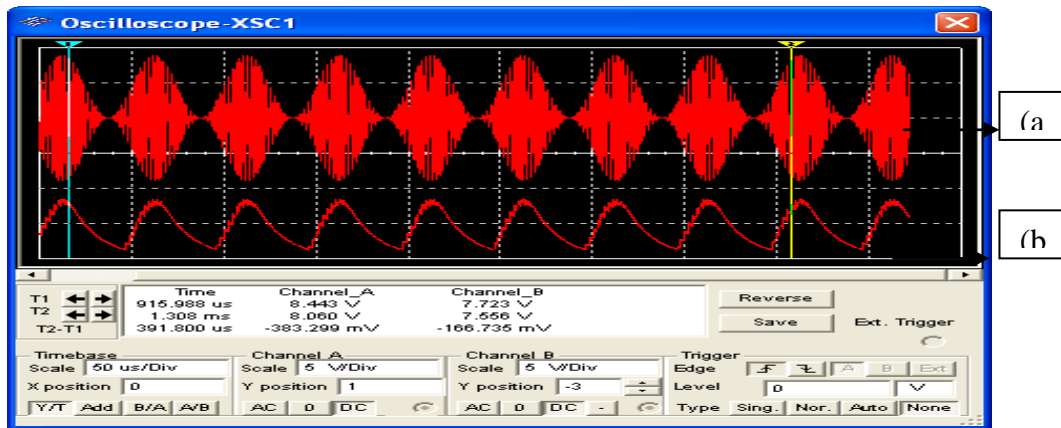 Oscilloscope-XSC1
1 2
(a
(b
Time Channel_A Channel_B
T1 915.988 us 8.443 V 7.723 V
T2 1.308 ms 8.060 V 7.556 V
T2-T1 391.800 us -383.299 mV -166.735 mV
Reverse
Save
Ext. Trigger
Timebase
Scale 50 us/Div
X position 0
Y/T Add B/A A/B
Channel A
Scale 5 V/Div
Y position 1
AC 0 DC
Channel B
Scale 5 V/Div
Y position -3
AC 0 DC -
Trigger
Edge A B Ext
Level 0 V
Type Sing. Nor. Auto None